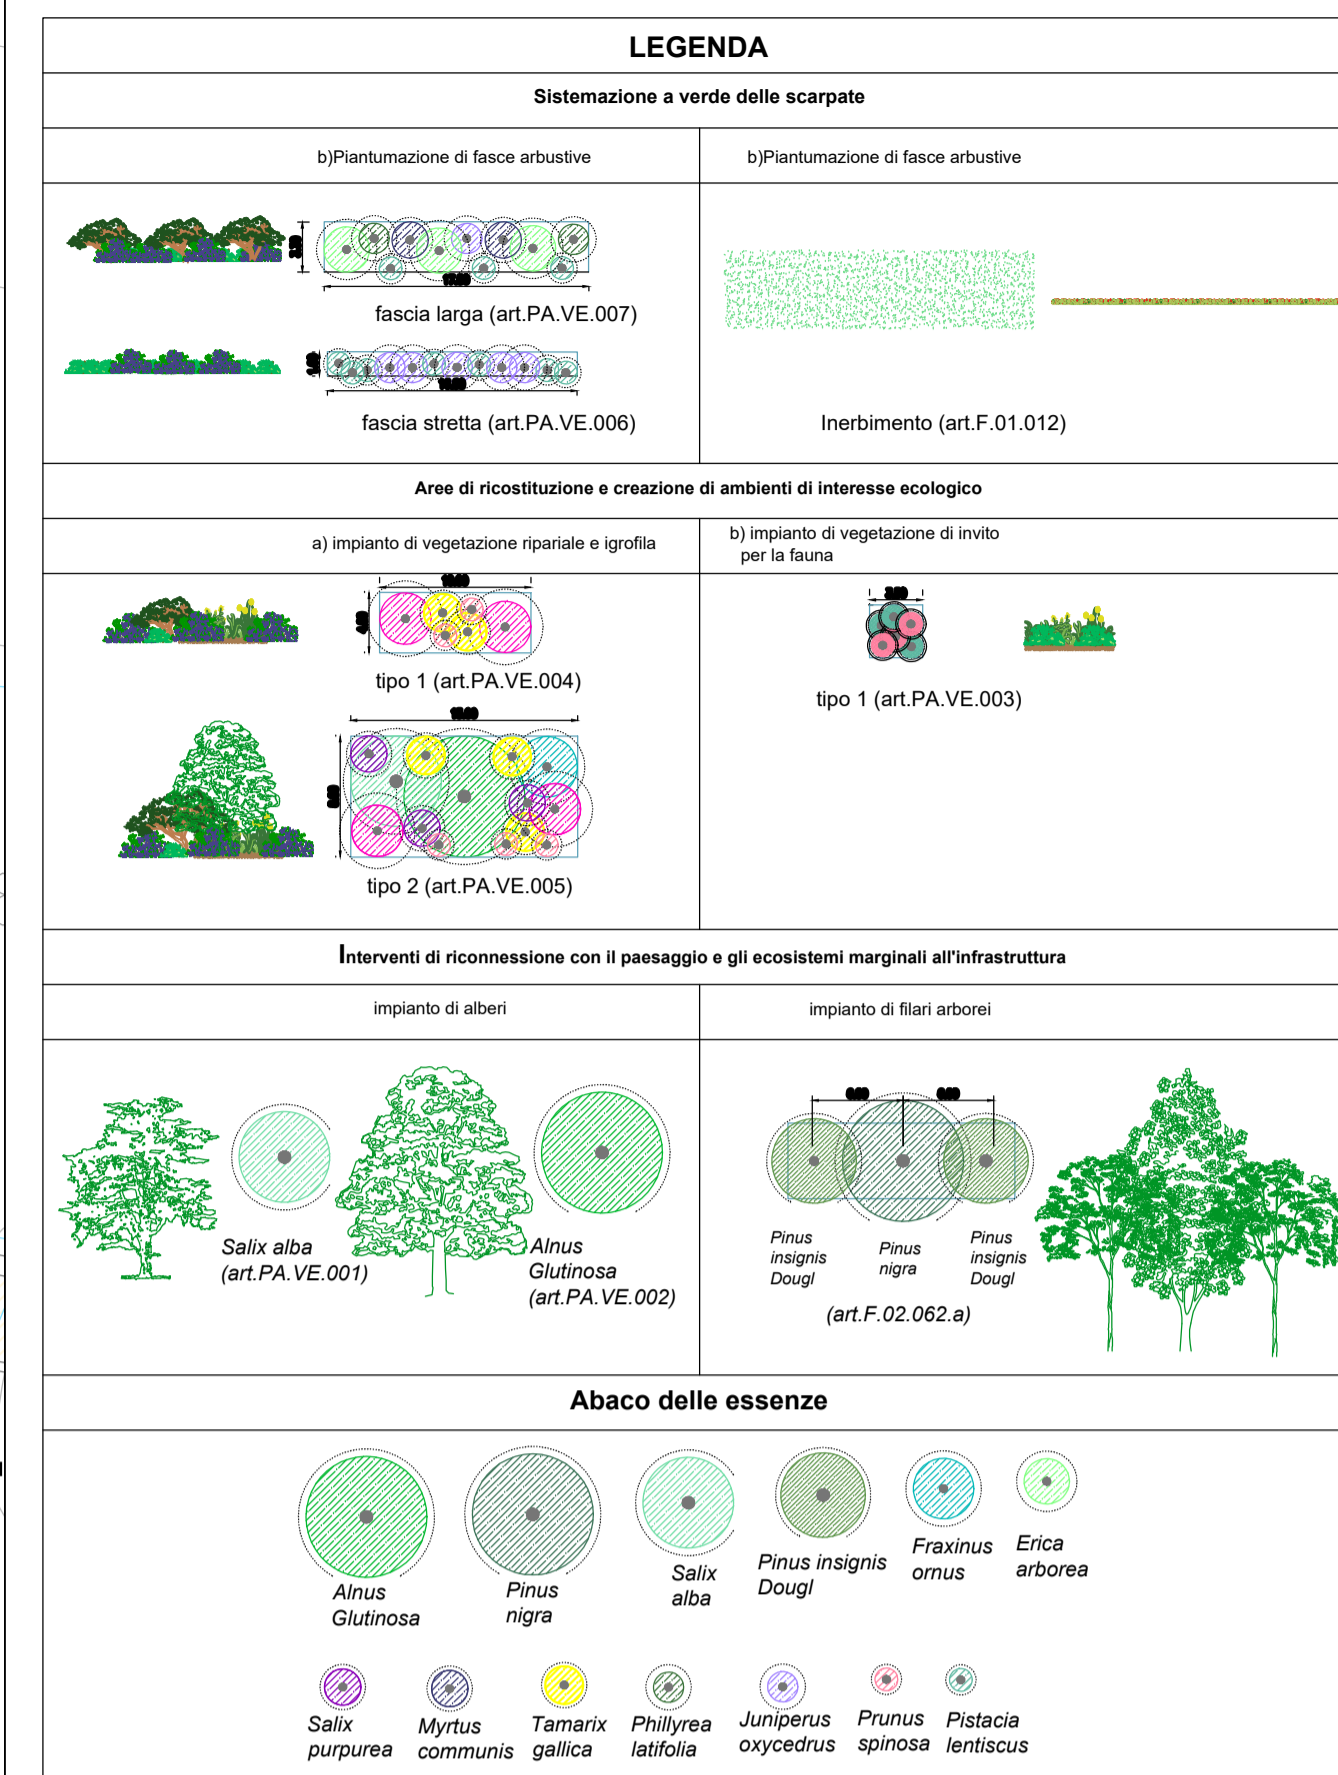 LEGENDA
Sistemazione a verde delle scarpate
b)Piantumazione di fasce arbustive
b)Piantumazione di fasce arbustive
fascia larga (art.PA.VE.007)
fascia stretta (art.PA.VE.006)
Inerbimento (art.F.01.012)
Aree di ricostituzione e creazione di ambienti di interesse ecologico
a) impianto di vegetazione ripariale e igrofila
b) impianto di vegetazione di invito
per la fauna
tipo 1 (art.PA.VE.004)
tipo 1 (art.PA.VE.003)
tipo 2 (art.PA.VE.005)
Interventi di riconnessione con il paesaggio e gli ecosistemi marginali all'infrastruttura
impianto di alberi
impianto di filari arborei
Salix alba
(art.PA.VE.001)
Alnus
Glutinosa
(art.PA.VE.002)
Pinus
insignis
Dougl
Pinus
nigra
Pinus
insignis
Dougl
(art.F.02.062.a)
Abaco delle essenze
Alnus
Glutinosa
Pinus
nigra
Salix
alba
Pinus insignis
Dougl
Fraxinus
ornus
Erica
arborea
Salix
purpurea
Myrtus
communis
Tamarix
gallica
Phillyrea
latifolia
Juniperus
oxycedrus
Prunus
spinosa
Pistacia
lentiscus